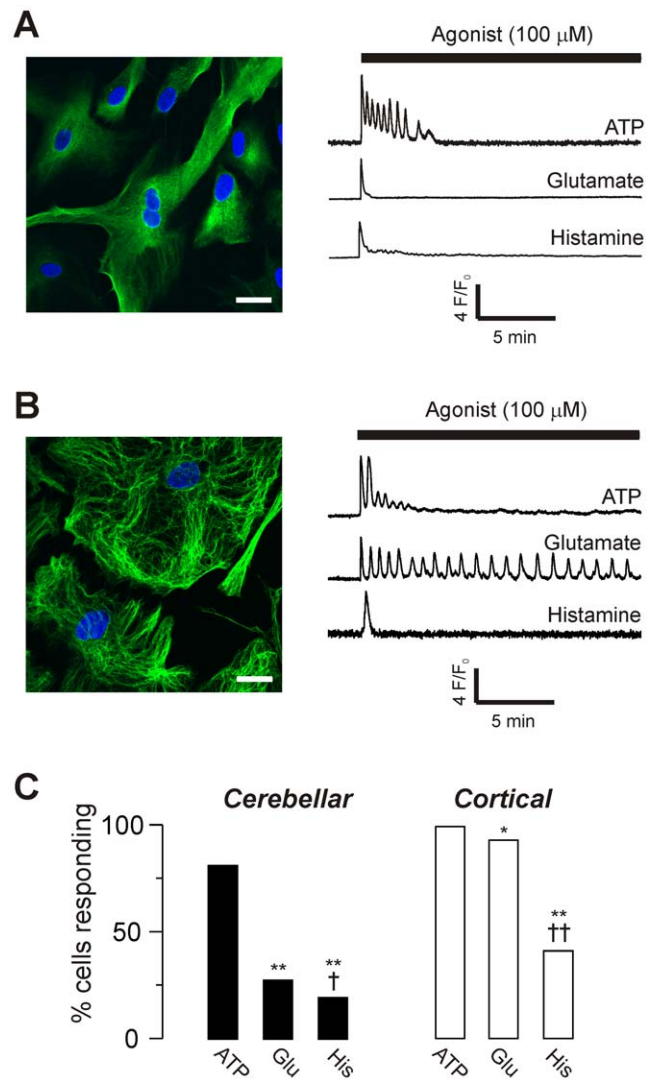 A
Agonist (100 μM)
ATP
Glutamate
Histamine
4 F/F₀
5 min
B
Agonist (100 μM)
ATP
Glutamate
Histamine
4 F/F₀
5 min
C
Cerebellar Cortical
% cells responding
100
50
0
** ** †
* ** ††
ATP Glu His ATP Glu His